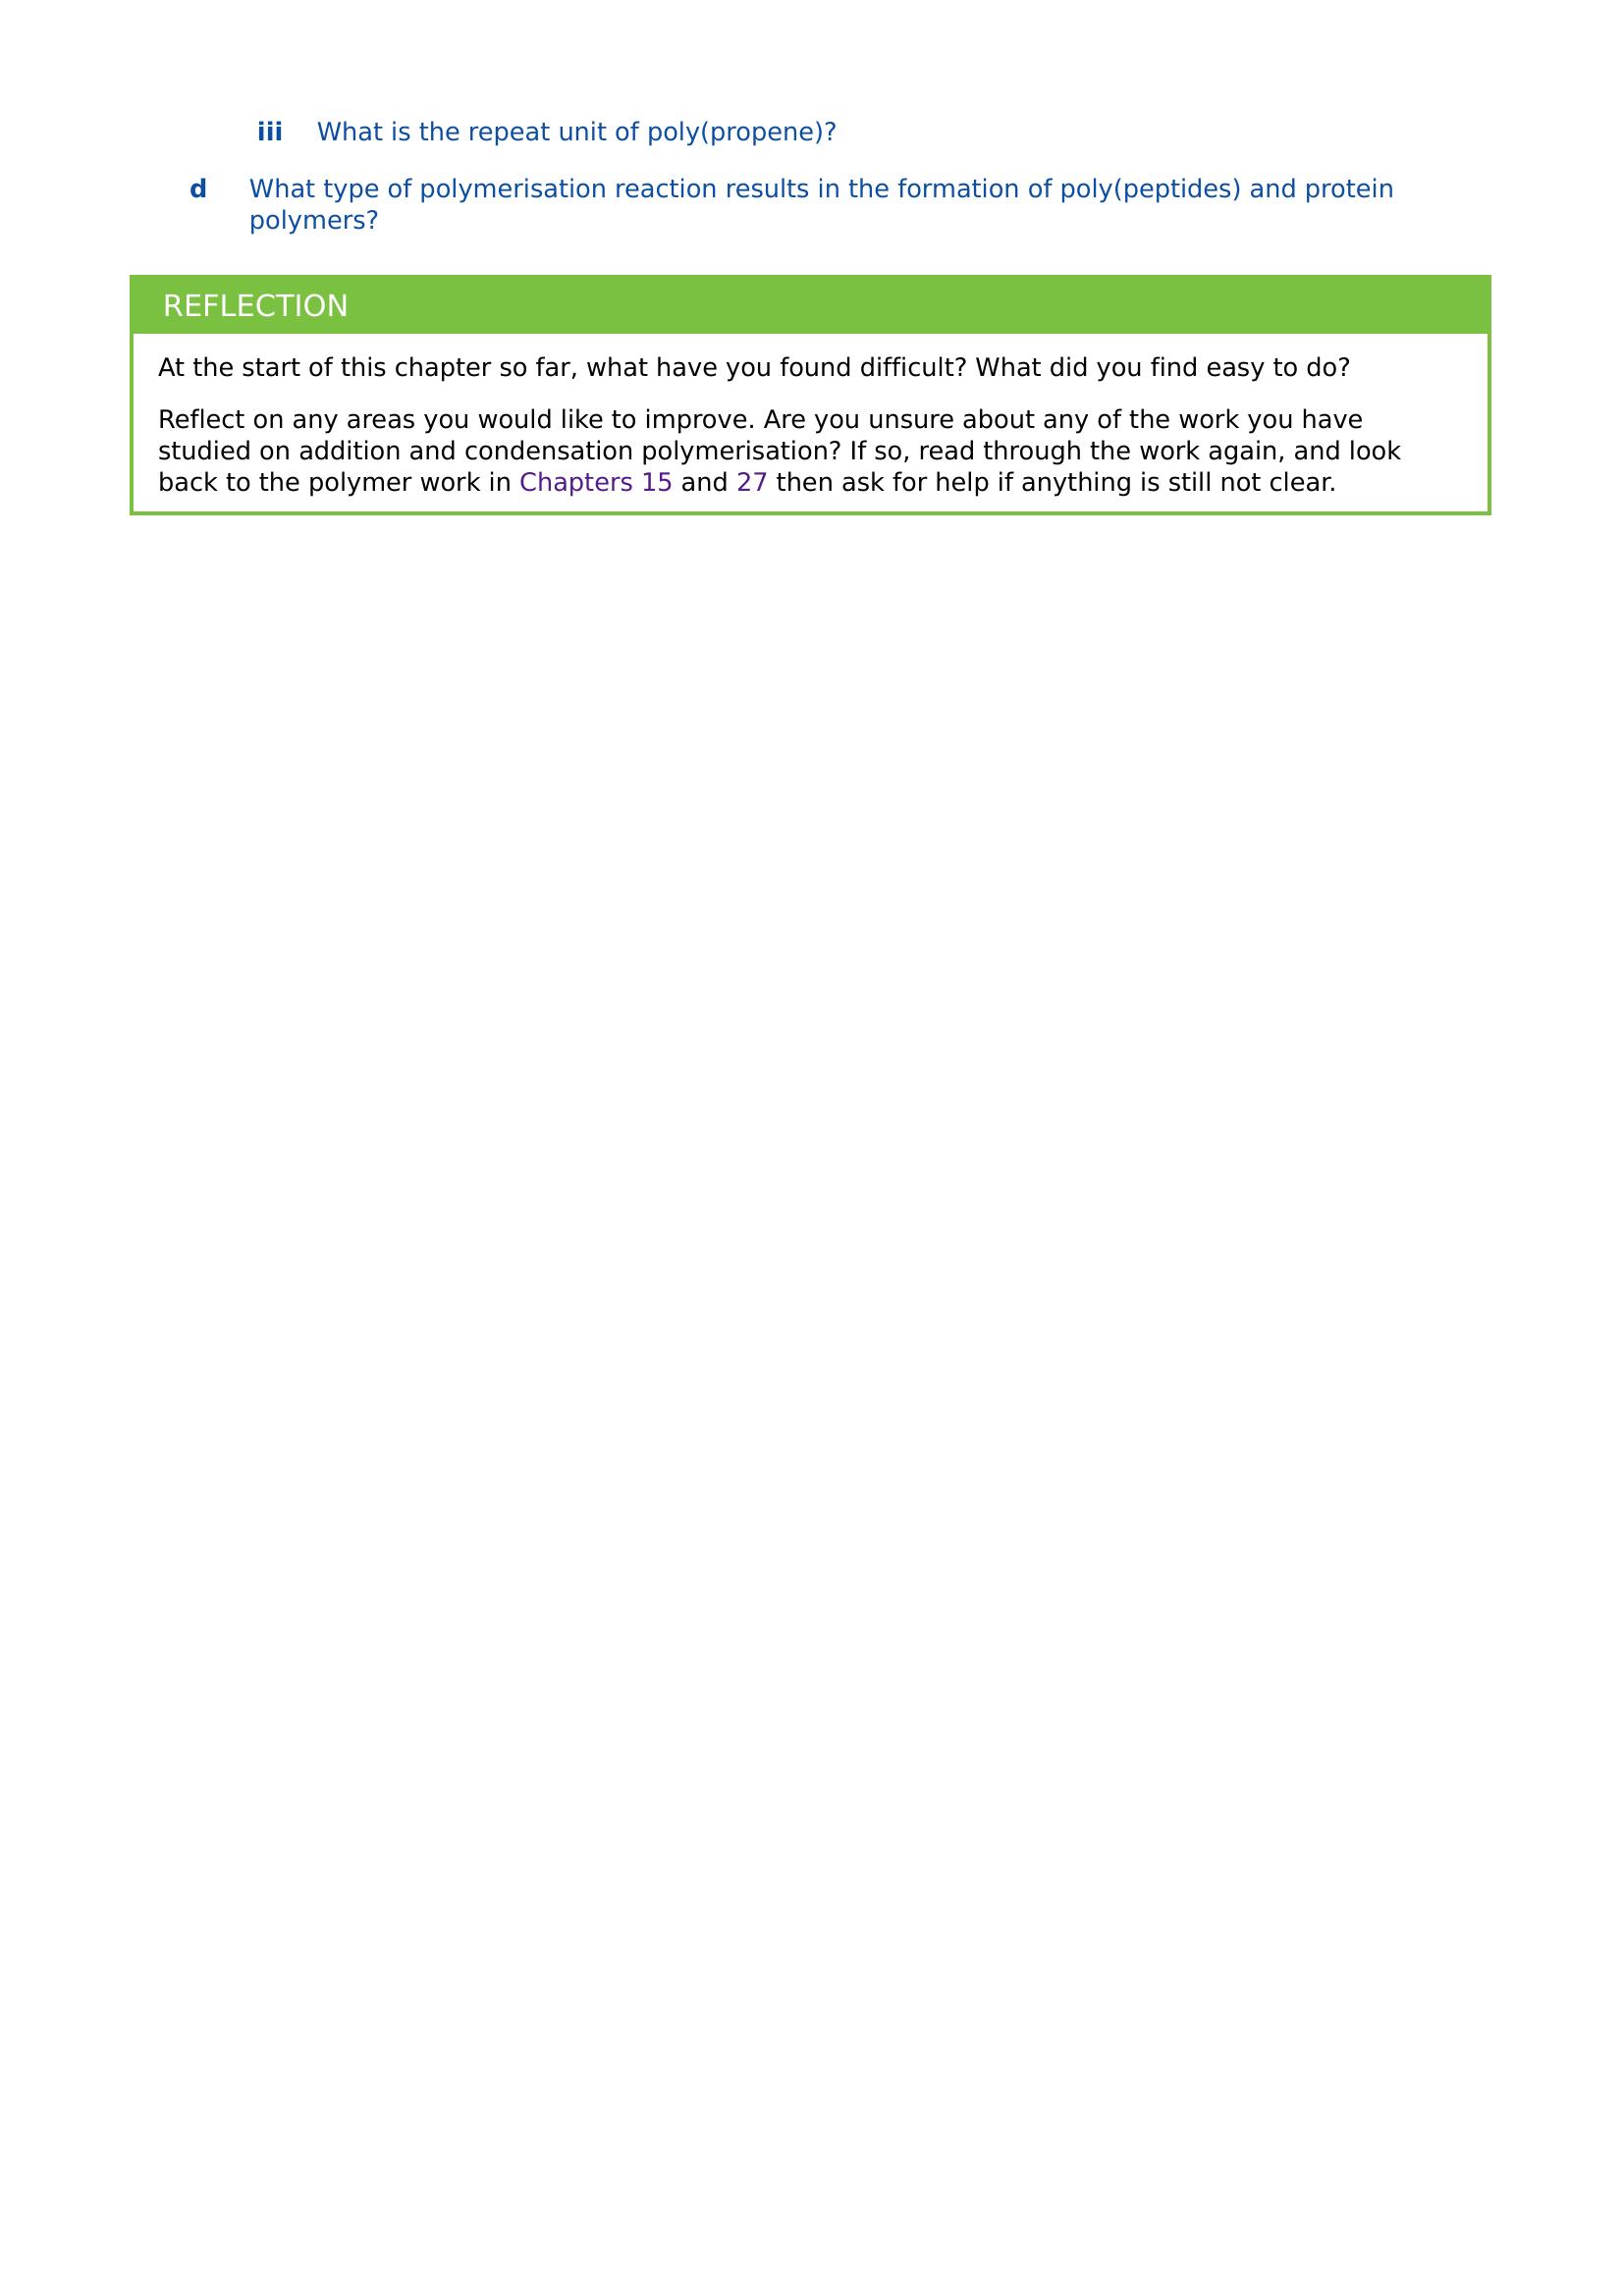 iii What is the repeat unit of poly(propene)?
d What type of polymerisation reaction results in the formation of poly(peptides) and protein
polymers?
REFLECTION
At the start of this chapter so far, what have you found difficult? What did you find easy to do?
Reflect on any areas you would like to improve. Are you unsure about any of the work you have
studied on addition and condensation polymerisation? If so, read through the work again, and look
back to the polymer work in Chapters 15 and 27 then ask for help if anything is still not clear.